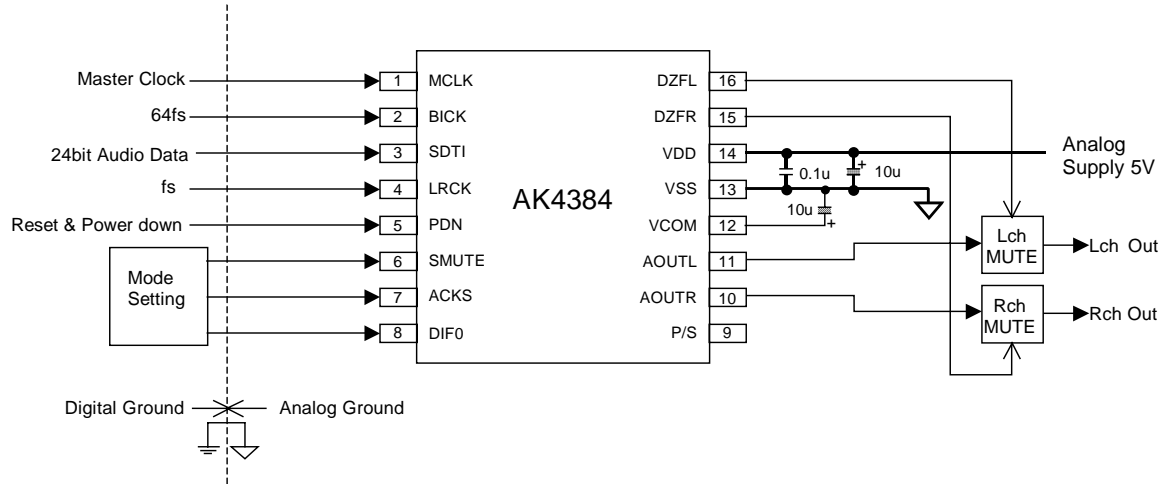 Master Clock
64fs
24bit Audio Data
fs
Reset & Power down
Mode
Setting
1 MCLK
2 BICK
3 SDTI
4 LRCK
5 PDN
6 SMUTE
7 ACKS
8 DIF0
AK4384
DZFL 16
DZFR 15
VDD 14
VSS 13
VCOM 12
AOUTL 11
AOUTR 10
P/S 9
0.1u
+ 10u
10u +
Analog
Supply 5V
Lch
MUTE
Lch Out
Rch
MUTE
Rch Out
Digital Ground
Analog Ground